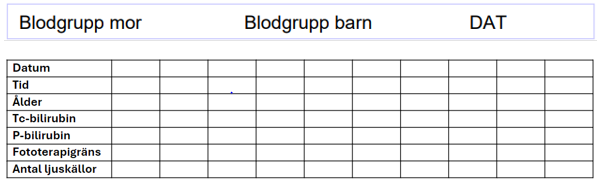 Blodgrupp mor Blodgrupp barn DAT
Datum
Tid
Ålder
Tc-bilirubin
P-bilirubin
Fototerapigräns
Antal ljuskällor